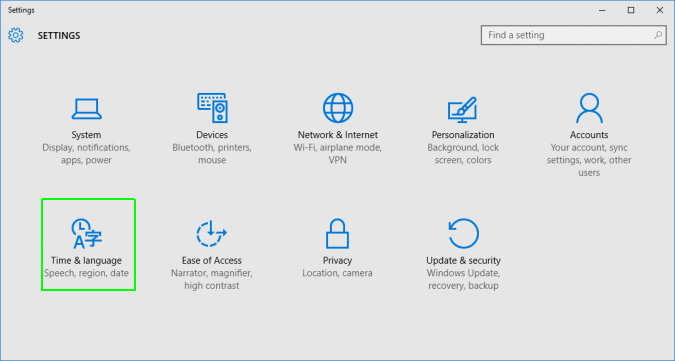 Settings
SETTINGS
Find a setting
System
Display, notifications,
apps, power
Devices
Bluetooth, printers,
mouse
Network & Internet
Wi-Fi, airplane mode,
VPN
Personalization
Background, lock
screen, colors
Accounts
Your account, sync
settings, work, other
users
A字
Time & language
Speech, region, date
Ease of Access
Narrator, magnifier,
high contrast
Privacy
Location, camera
Update & security
Windows Update,
recovery, backup